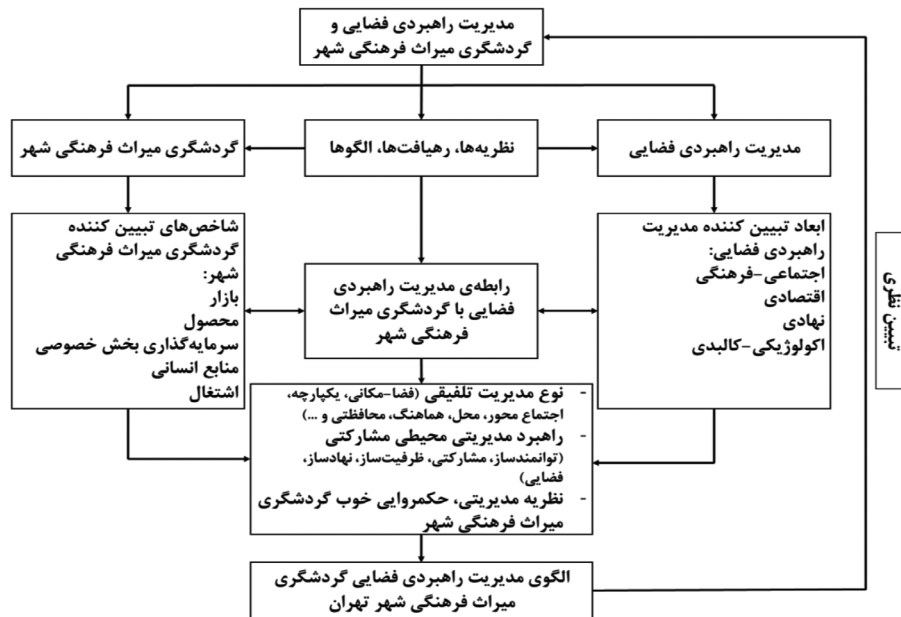 مدیریت راهبردی فضایی و
گردشگری میراث فرهنگی شهر
مدیریت راهبردی فضایی
نظریه‌ها، رهیافت‌ها، الگوها
گردشگری میراث فرهنگی شهر
ابعاد تبیین کننده مدیریت
راهبردی فضایی:
اجتماعی-فرهنگی
اقتصادی
نهادی
اکولوژیکی-کالبدی
رابطه‌ی مدیریت راهبردی
فضایی با گردشگری میراث
فرهنگی شهر
شاخص‌های تبیین کننده
گردشگری میراث فرهنگی
شهر:
بازار
محصول
سرمایه‌گذاری بخش خصوصی
منابع انسانی
اشتغال
تبیین نظری
- نوع مدیریت تلفیقی (فضا-مکانی، یکپارچه،
اجتماع محور، محل، هماهنگ، محافظتی و ...)
- راهبرد مدیریتی محیطی مشارکتی
(توانمندساز، مشارکتی، ظرفیت‌ساز، نهادساز،
فضایی)
- نظریه مدیریتی، حکمروایی خوب گردشگری
میراث فرهنگی شهر
الگوی مدیریت راهبردی فضایی گردشگری
میراث فرهنگی شهر تهران